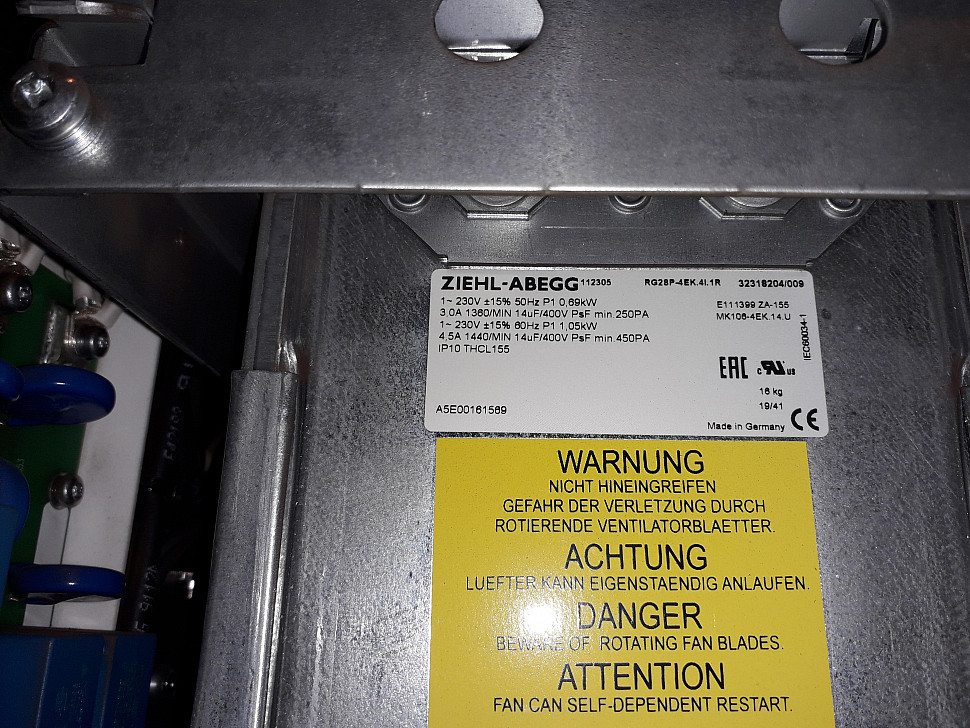 ZIEHL-ABEGG 112305 RG28P-4EK.4I.1R 32318204/009
1~ 230V ±15% 50Hz P1 0,69kW E111399 ZA-155
3,0A 1360/MIN 14uF/400V PsF min.250PA MK106-4EK.14.U
1~ 230V ±15% 60Hz P1 1,05kW
4,5A 1440/MIN 14uF/400V PsF min.450PA
IP10 THCL155
IEC60034-1
EAC c RU us
16 kg
19/41
A5E00161569
Made in Germany CE
WARNUNG
NICHT HINEINGREIFEN
GEFAHR DER VERLETZUNG DURCH
ROTIERENDE VENTILATORBLAETTER.
ACHTUNG
LUEFTER KANN EIGENSTAENDIG ANLAUFEN.
DANGER
BEWARE OF ROTATING FAN BLADES.
ATTENTION
FAN CAN SELF-DEPENDENT RESTART.